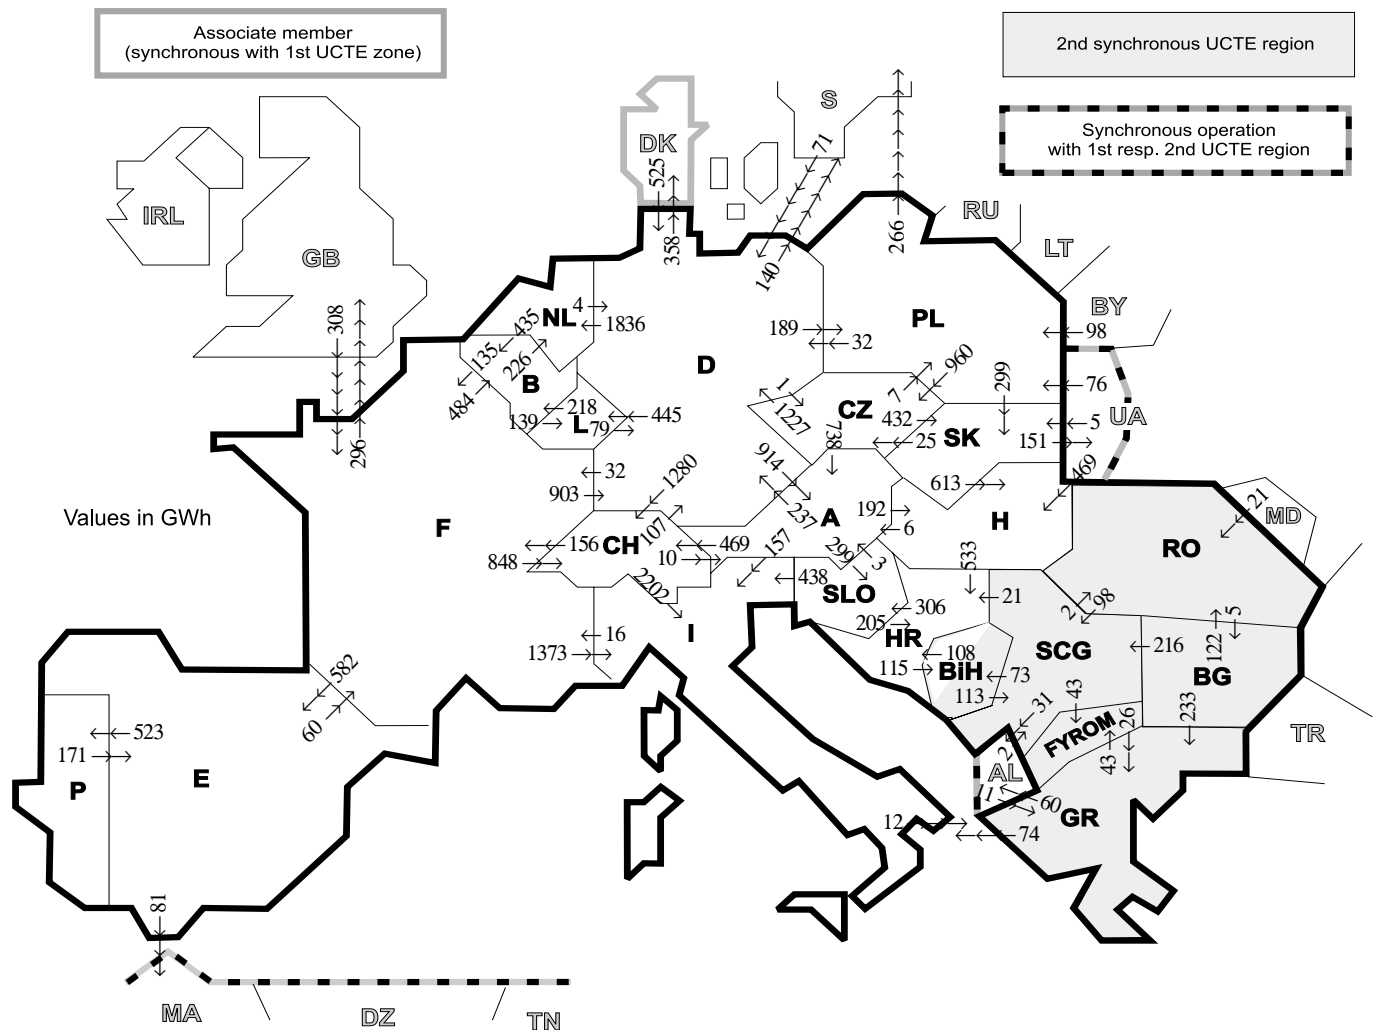 Associate member
(synchronous with 1st UCTE zone)
2nd synchronous UCTE region
Synchronous operation
with 1st resp. 2nd UCTE region
S
DK
71
525
IRL
GB
RU
LT
BY
358
140
266
308
4
NL
435
1836
PL
189
32
98
D
135
226
B
484
1
7
960
299
76
UA
218
139
L
79
445
1227
CZ
432
738
25
SK
5
151
296
32
903
1280
914
237
613
469
Values in GWh
F
107
A
192
6
H
21
MD
RO
156
CH
469
848
10
157
299
3
533
2202
438
SLO
306
205
21
2
98
5
122
I
16
1373
HR
108
115
BiH
73
113
SCG
216
BG
582
60
31
43
26
233
FYROM
43
TR
523
171
P
E
2
AL
11
60
GR
12
74
81
MA
DZ
TN